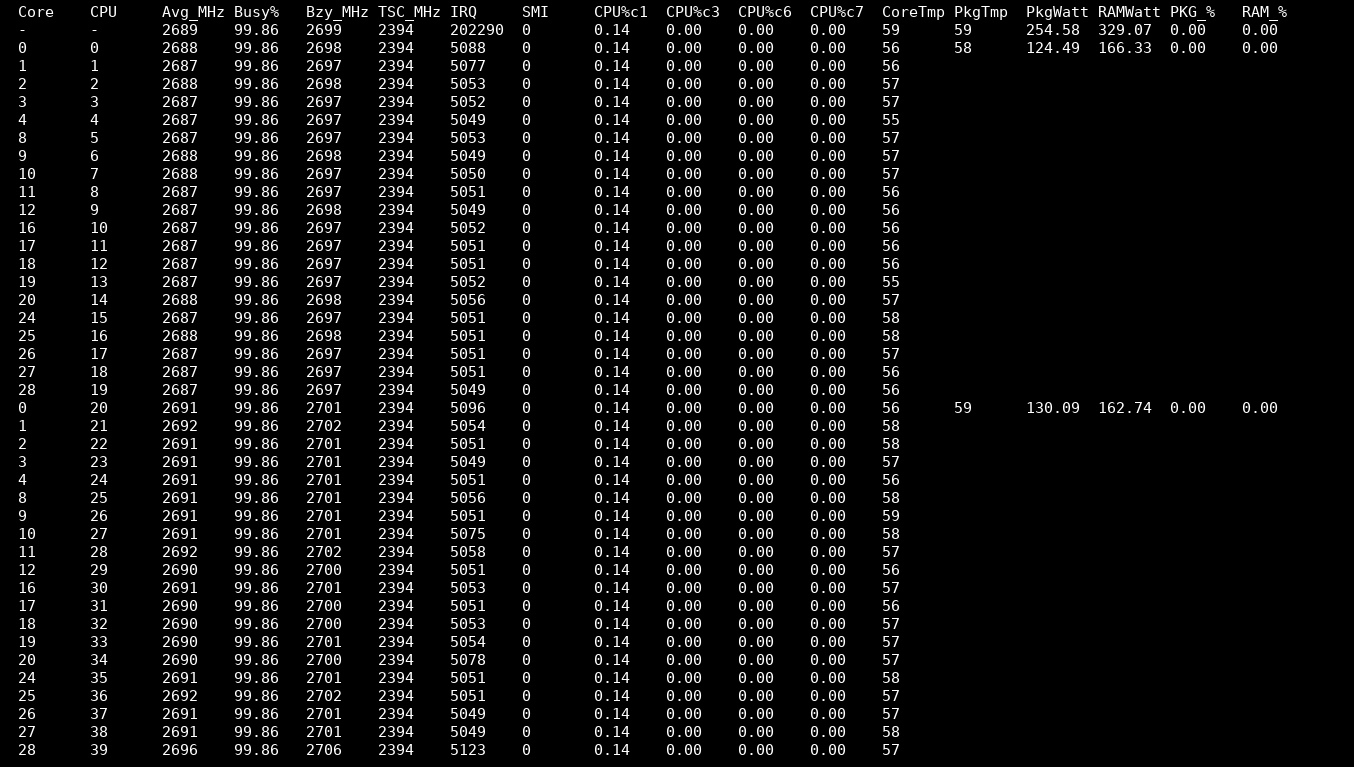 Core CPU Avg_MHz Busy% Bzy_MHz TSC_MHz IRQ SMI CPU%c1 CPU%c3 CPU%c6 CPU%c7 CoreTmp PkgTmp PkgWatt RAMWatt PKG_% RAM_%
- - 2689 99.86 2699 2394 202290 0 0.14 0.00 0.00 0.00 59 59 254.58 329.07 0.00 0.00
0 0 2688 99.86 2698 2394 5088 0 0.14 0.00 0.00 0.00 56 58 124.49 166.33 0.00 0.00
1 1 2687 99.86 2697 2394 5077 0 0.14 0.00 0.00 0.00 56
2 2 2688 99.86 2698 2394 5053 0 0.14 0.00 0.00 0.00 57
3 3 2687 99.86 2697 2394 5052 0 0.14 0.00 0.00 0.00 57
4 4 2687 99.86 2697 2394 5049 0 0.14 0.00 0.00 0.00 55
8 5 2687 99.86 2697 2394 5053 0 0.14 0.00 0.00 0.00 57
9 6 2688 99.86 2698 2394 5049 0 0.14 0.00 0.00 0.00 57
10 7 2688 99.86 2697 2394 5050 0 0.14 0.00 0.00 0.00 57
11 8 2687 99.86 2697 2394 5051 0 0.14 0.00 0.00 0.00 56
12 9 2687 99.86 2698 2394 5049 0 0.14 0.00 0.00 0.00 56
16 10 2687 99.86 2697 2394 5052 0 0.14 0.00 0.00 0.00 56
17 11 2687 99.86 2697 2394 5051 0 0.14 0.00 0.00 0.00 56
18 12 2687 99.86 2697 2394 5051 0 0.14 0.00 0.00 0.00 56
19 13 2687 99.86 2697 2394 5052 0 0.14 0.00 0.00 0.00 55
20 14 2688 99.86 2698 2394 5056 0 0.14 0.00 0.00 0.00 57
24 15 2687 99.86 2697 2394 5051 0 0.14 0.00 0.00 0.00 58
25 16 2688 99.86 2698 2394 5051 0 0.14 0.00 0.00 0.00 58
26 17 2687 99.86 2697 2394 5051 0 0.14 0.00 0.00 0.00 57
27 18 2687 99.86 2697 2394 5051 0 0.14 0.00 0.00 0.00 56
28 19 2687 99.86 2697 2394 5049 0 0.14 0.00 0.00 0.00 56
0 20 2691 99.86 2701 2394 5096 0 0.14 0.00 0.00 0.00 56 59 130.09 162.74 0.00 0.00
1 21 2692 99.86 2702 2394 5054 0 0.14 0.00 0.00 0.00 58
2 22 2691 99.86 2701 2394 5051 0 0.14 0.00 0.00 0.00 58
3 23 2691 99.86 2701 2394 5049 0 0.14 0.00 0.00 0.00 57
4 24 2691 99.86 2701 2394 5051 0 0.14 0.00 0.00 0.00 56
8 25 2691 99.86 2701 2394 5056 0 0.14 0.00 0.00 0.00 58
9 26 2691 99.86 2701 2394 5051 0 0.14 0.00 0.00 0.00 59
10 27 2691 99.86 2701 2394 5075 0 0.14 0.00 0.00 0.00 58
11 28 2692 99.86 2702 2394 5058 0 0.14 0.00 0.00 0.00 57
12 29 2690 99.86 2700 2394 5051 0 0.14 0.00 0.00 0.00 56
16 30 2691 99.86 2701 2394 5053 0 0.14 0.00 0.00 0.00 57
17 31 2690 99.86 2700 2394 5051 0 0.14 0.00 0.00 0.00 56
18 32 2690 99.86 2700 2394 5053 0 0.14 0.00 0.00 0.00 57
19 33 2690 99.86 2701 2394 5054 0 0.14 0.00 0.00 0.00 57
20 34 2690 99.86 2700 2394 5078 0 0.14 0.00 0.00 0.00 57
24 35 2691 99.86 2701 2394 5051 0 0.14 0.00 0.00 0.00 58
25 36 2692 99.86 2702 2394 5051 0 0.14 0.00 0.00 0.00 57
26 37 2691 99.86 2701 2394 5049 0 0.14 0.00 0.00 0.00 57
27 38 2691 99.86 2701 2394 5049 0 0.14 0.00 0.00 0.00 58
28 39 2696 99.86 2706 2394 5123 0 0.14 0.00 0.00 0.00 57